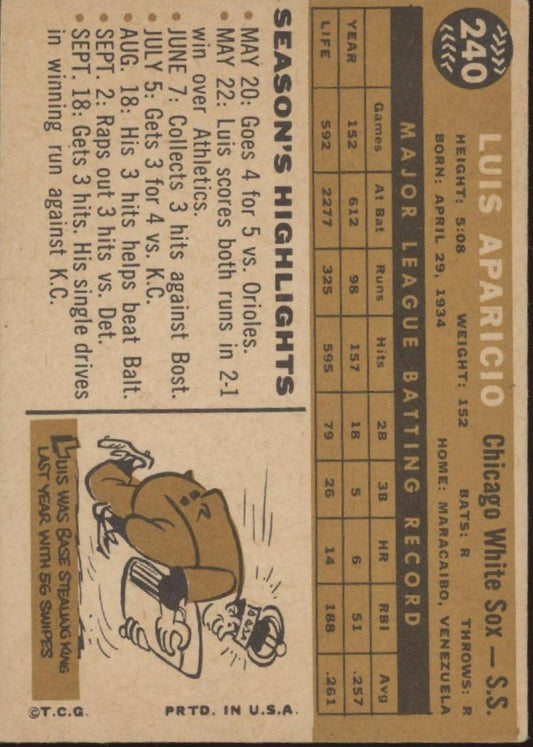 240
LUIS APARICIO Chicago White Sox — S.S.
HEIGHT: 5:08 WEIGHT: 152 BATS: R THROWS: R
BORN: APRIL 29, 1934 HOME: MARACAIBO, VENEZUELA
MAJOR LEAGUE BATTING RECORD
Games At Bat Runs Hits 2B 3B HR RBI Avg
YEAR 152 612 98 157 18 5 6 51 .257
LIFE 592 2277 325 595 79 26 14 188 .261
SEASON'S HIGHLIGHTS
• MAY 20: Goes 4 for 5 vs. Orioles.
• MAY 22: Luis scores both runs in 2-1
win over Athletics.
• JUNE 7: Collects 3 hits against Bost.
• JULY 5: Gets 3 for 4 vs. K.C.
• AUG. 18: His 3 hits helps beat Balt.
• SEPT. 2: Raps out 3 hits vs. Det.
• SEPT. 18: Gets 3 hits. His single drives
in winning run against K.C.
LUIS WAS BASE STEALING KING
LAST YEAR WITH 56 SWIPES
©T.C.G. PRTD. IN U.S.A.